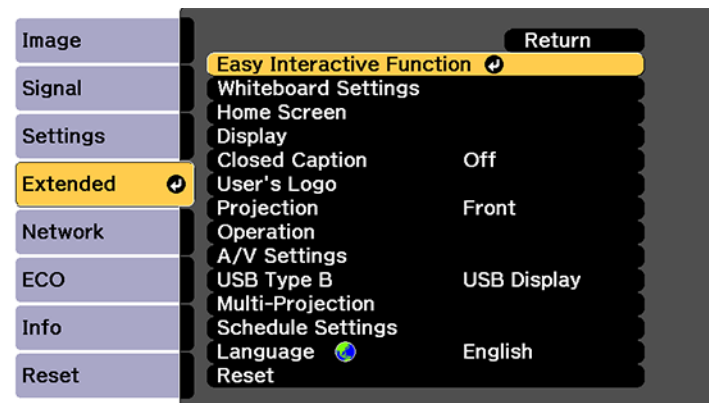 Image
Signal
Settings
Extended
Network
ECO
Info
Reset
Return
Easy Interactive Function
Whiteboard Settings
Home Screen
Display
Closed Caption Off
User's Logo
Projection Front
Operation
A/V Settings
USB Type B USB Display
Multi-Projection
Schedule Settings
Language English
Reset